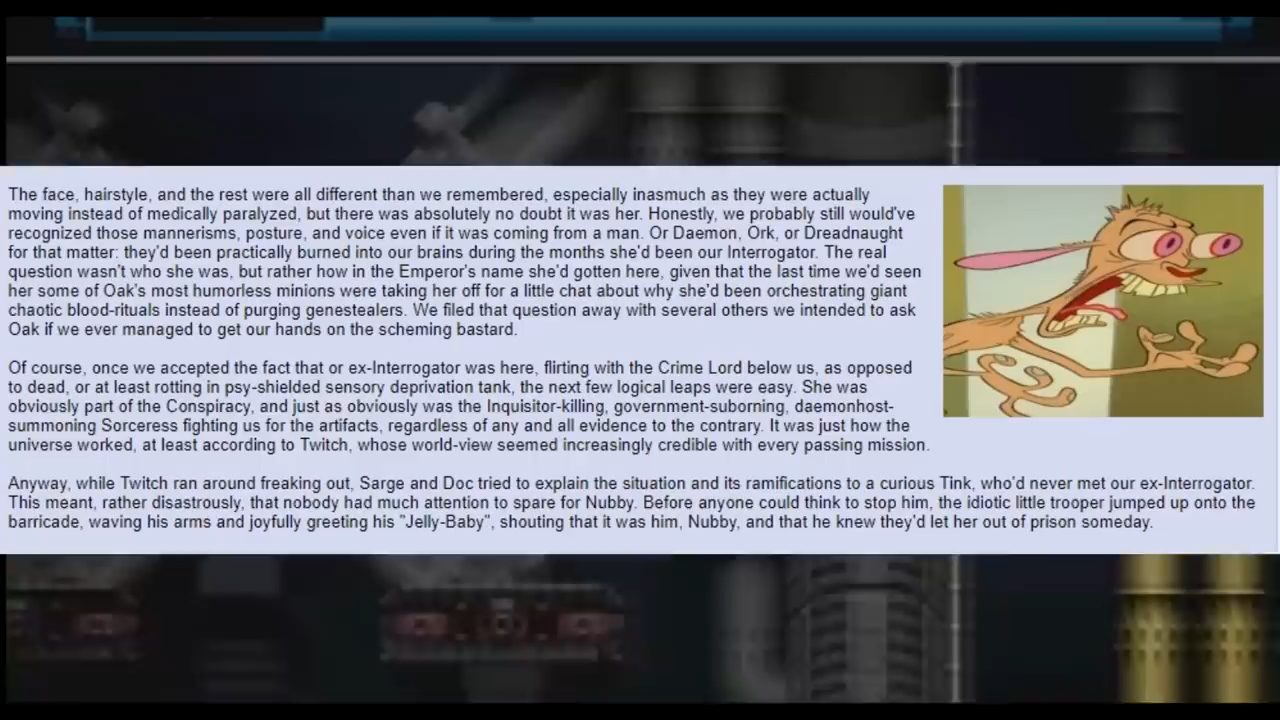 The face, hairstyle, and the rest were all different than we remembered, especially inasmuch as they were actually
moving instead of medically paralyzed, but there was absolutely no doubt it was her. Honestly, we probably still would've
recognized those mannerisms, posture, and voice even if it was coming from a man. Or Daemon, Ork, or Dreadnaught
for that matter: they'd been practically burned into our brains during the months she'd been our Interrogator. The real
question wasn't who she was, but rather how in the Emperor's name she'd gotten here, given that the last time we'd seen
her some of Oak's most humorless minions were taking her off for a little chat about why she'd been orchestrating giant
chaotic blood-rituals instead of purging genestealers. We filed that question away with several others we intended to ask
Oak if we ever managed to get our hands on the scheming bastard.
Of course, once we accepted the fact that or ex-Interrogator was here, flirting with the Crime Lord below us, as opposed
to dead, or at least rotting in psy-shielded sensory deprivation tank, the next few logical leaps were easy. She was
obviously part of the Conspiracy, and just as obviously was the Inquisitor-killing, government-suborning, daemonhost-
summoning Sorceress fighting us for the artifacts, regardless of any and all evidence to the contrary. It was just how the
universe worked, at least according to Twitch, whose world-view seemed increasingly credible with every passing mission.
Anyway, while Twitch ran around freaking out, Sarge and Doc tried to explain the situation and its ramifications to a curious Tink, who'd never met our ex-Interrogator.
This meant, rather disastrously, that nobody had much attention to spare for Nubby. Before anyone could think to stop him, the idiotic little trooper jumped up onto the
barricade, waving his arms and joyfully greeting his "Jelly-Baby", shouting that it was him, Nubby, and that he knew they'd let her out of prison someday.